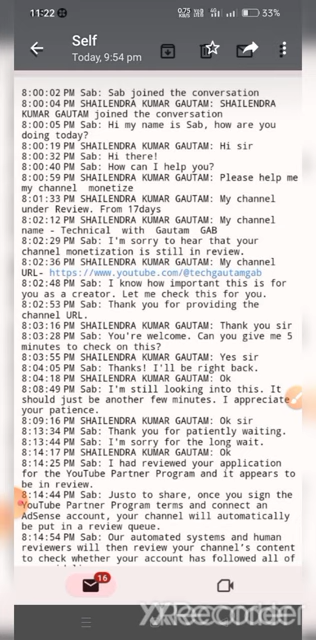 11:22
0.75 KB/S
33%
Self
Today, 9:54 pm
8:00:02 PM Sab: Sab joined the conversation
8:00:04 PM SHAILENDRA KUMAR GAUTAM: SHAILENDRA
KUMAR GAUTAM joined the conversation
8:00:05 PM Sab: Hi my name is Sab, how are you
doing today?
8:00:19 PM SHAILENDRA KUMAR GAUTAM: Hi sir
8:00:32 PM Sab: Hi there!
8:00:40 PM Sab: How can I help you?
8:00:59 PM SHAILENDRA KUMAR GAUTAM: Please help me
my channel monetize
8:01:33 PM SHAILENDRA KUMAR GAUTAM: My channel
under Review. From 17days
8:02:12 PM SHAILENDRA KUMAR GAUTAM: My channel
name - Technical with Gautam GAB
8:02:29 PM Sab: I'm sorry to hear that your
channel monetization is still in review.
8:02:36 PM SHAILENDRA KUMAR GAUTAM: My channel
URL- https://www.youtube.com/@techgautamgab
8:02:48 PM Sab: I know how important this is for
you as a creator. Let me check this for you.
8:02:53 PM Sab: Thank you for providing the
channel URL.
8:03:16 PM SHAILENDRA KUMAR GAUTAM: Thank you sir
8:03:28 PM Sab: You're welcome. Can you give me 5
minutes to check on this?
8:03:55 PM SHAILENDRA KUMAR GAUTAM: Yes sir
8:04:05 PM Sab: Thanks! I'll be right back.
8:04:18 PM SHAILENDRA KUMAR GAUTAM: Ok
8:08:49 PM Sab: I'm still looking into this. It
should just be another few minutes. I appreciate
your patience.
8:09:16 PM SHAILENDRA KUMAR GAUTAM: Ok sir
8:13:34 PM Sab: Thank you for patiently waiting.
8:13:44 PM Sab: I'm sorry for the long wait.
8:14:17 PM SHAILENDRA KUMAR GAUTAM: Ok
8:14:25 PM Sab: I had reviewed your application
for the YouTube Partner Program and it appears to
be in review.
8:14:44 PM Sab: Justo to share, once you sign the
YouTube Partner Program terms and connect an
AdSense account, your channel will automatically
be put in a review queue.
8:14:54 PM Sab: Our automated systems and human
reviewers will then review your channel's content
to check whether your account has followed all of
16
XRecorder